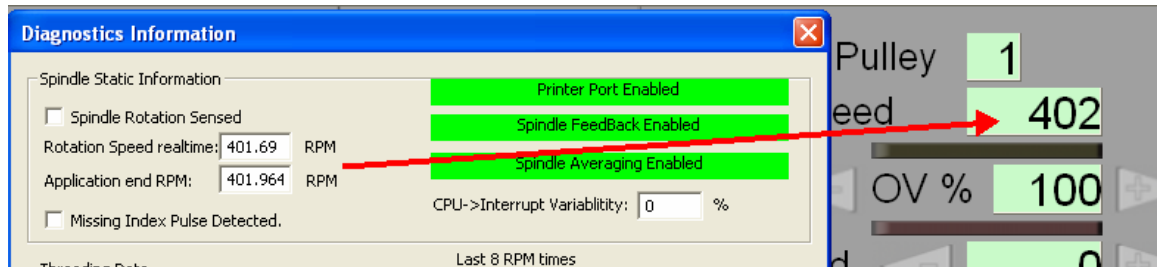 Diagnostics Information
Spindle Static Information
Printer Port Enabled
Spindle Rotation Sensed
Spindle FeedBack Enabled
Rotation Speed realtime: 401.69 RPM
Spindle Averaging Enabled
Application end RPM: 401.964 RPM
CPU->Interrupt Variablitity: 0 %
Missing Index Pulse Detected.
Last 8 RPM times
Pulley 1
eed 402
OV % 100